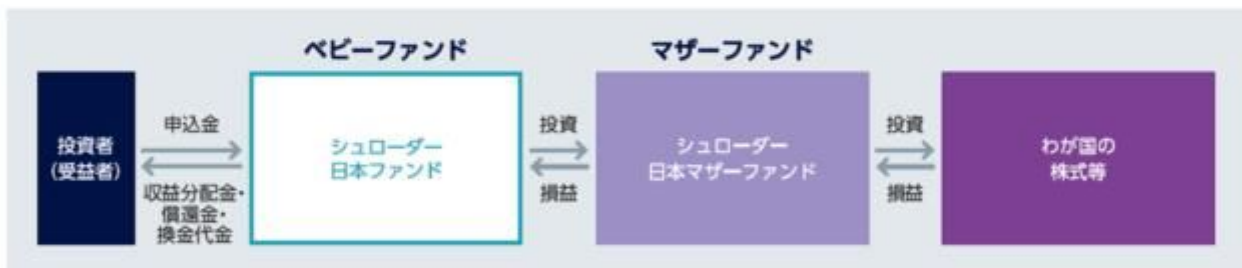 ベビーファンド
マザーファンド
投資者
(受益者)
申込金
収益分配金・
償還金・
換金代金
シュローダー
日本ファンド
投資
損益
シュローダー
日本マザーファンド
投資
損益
わが国の
株式等